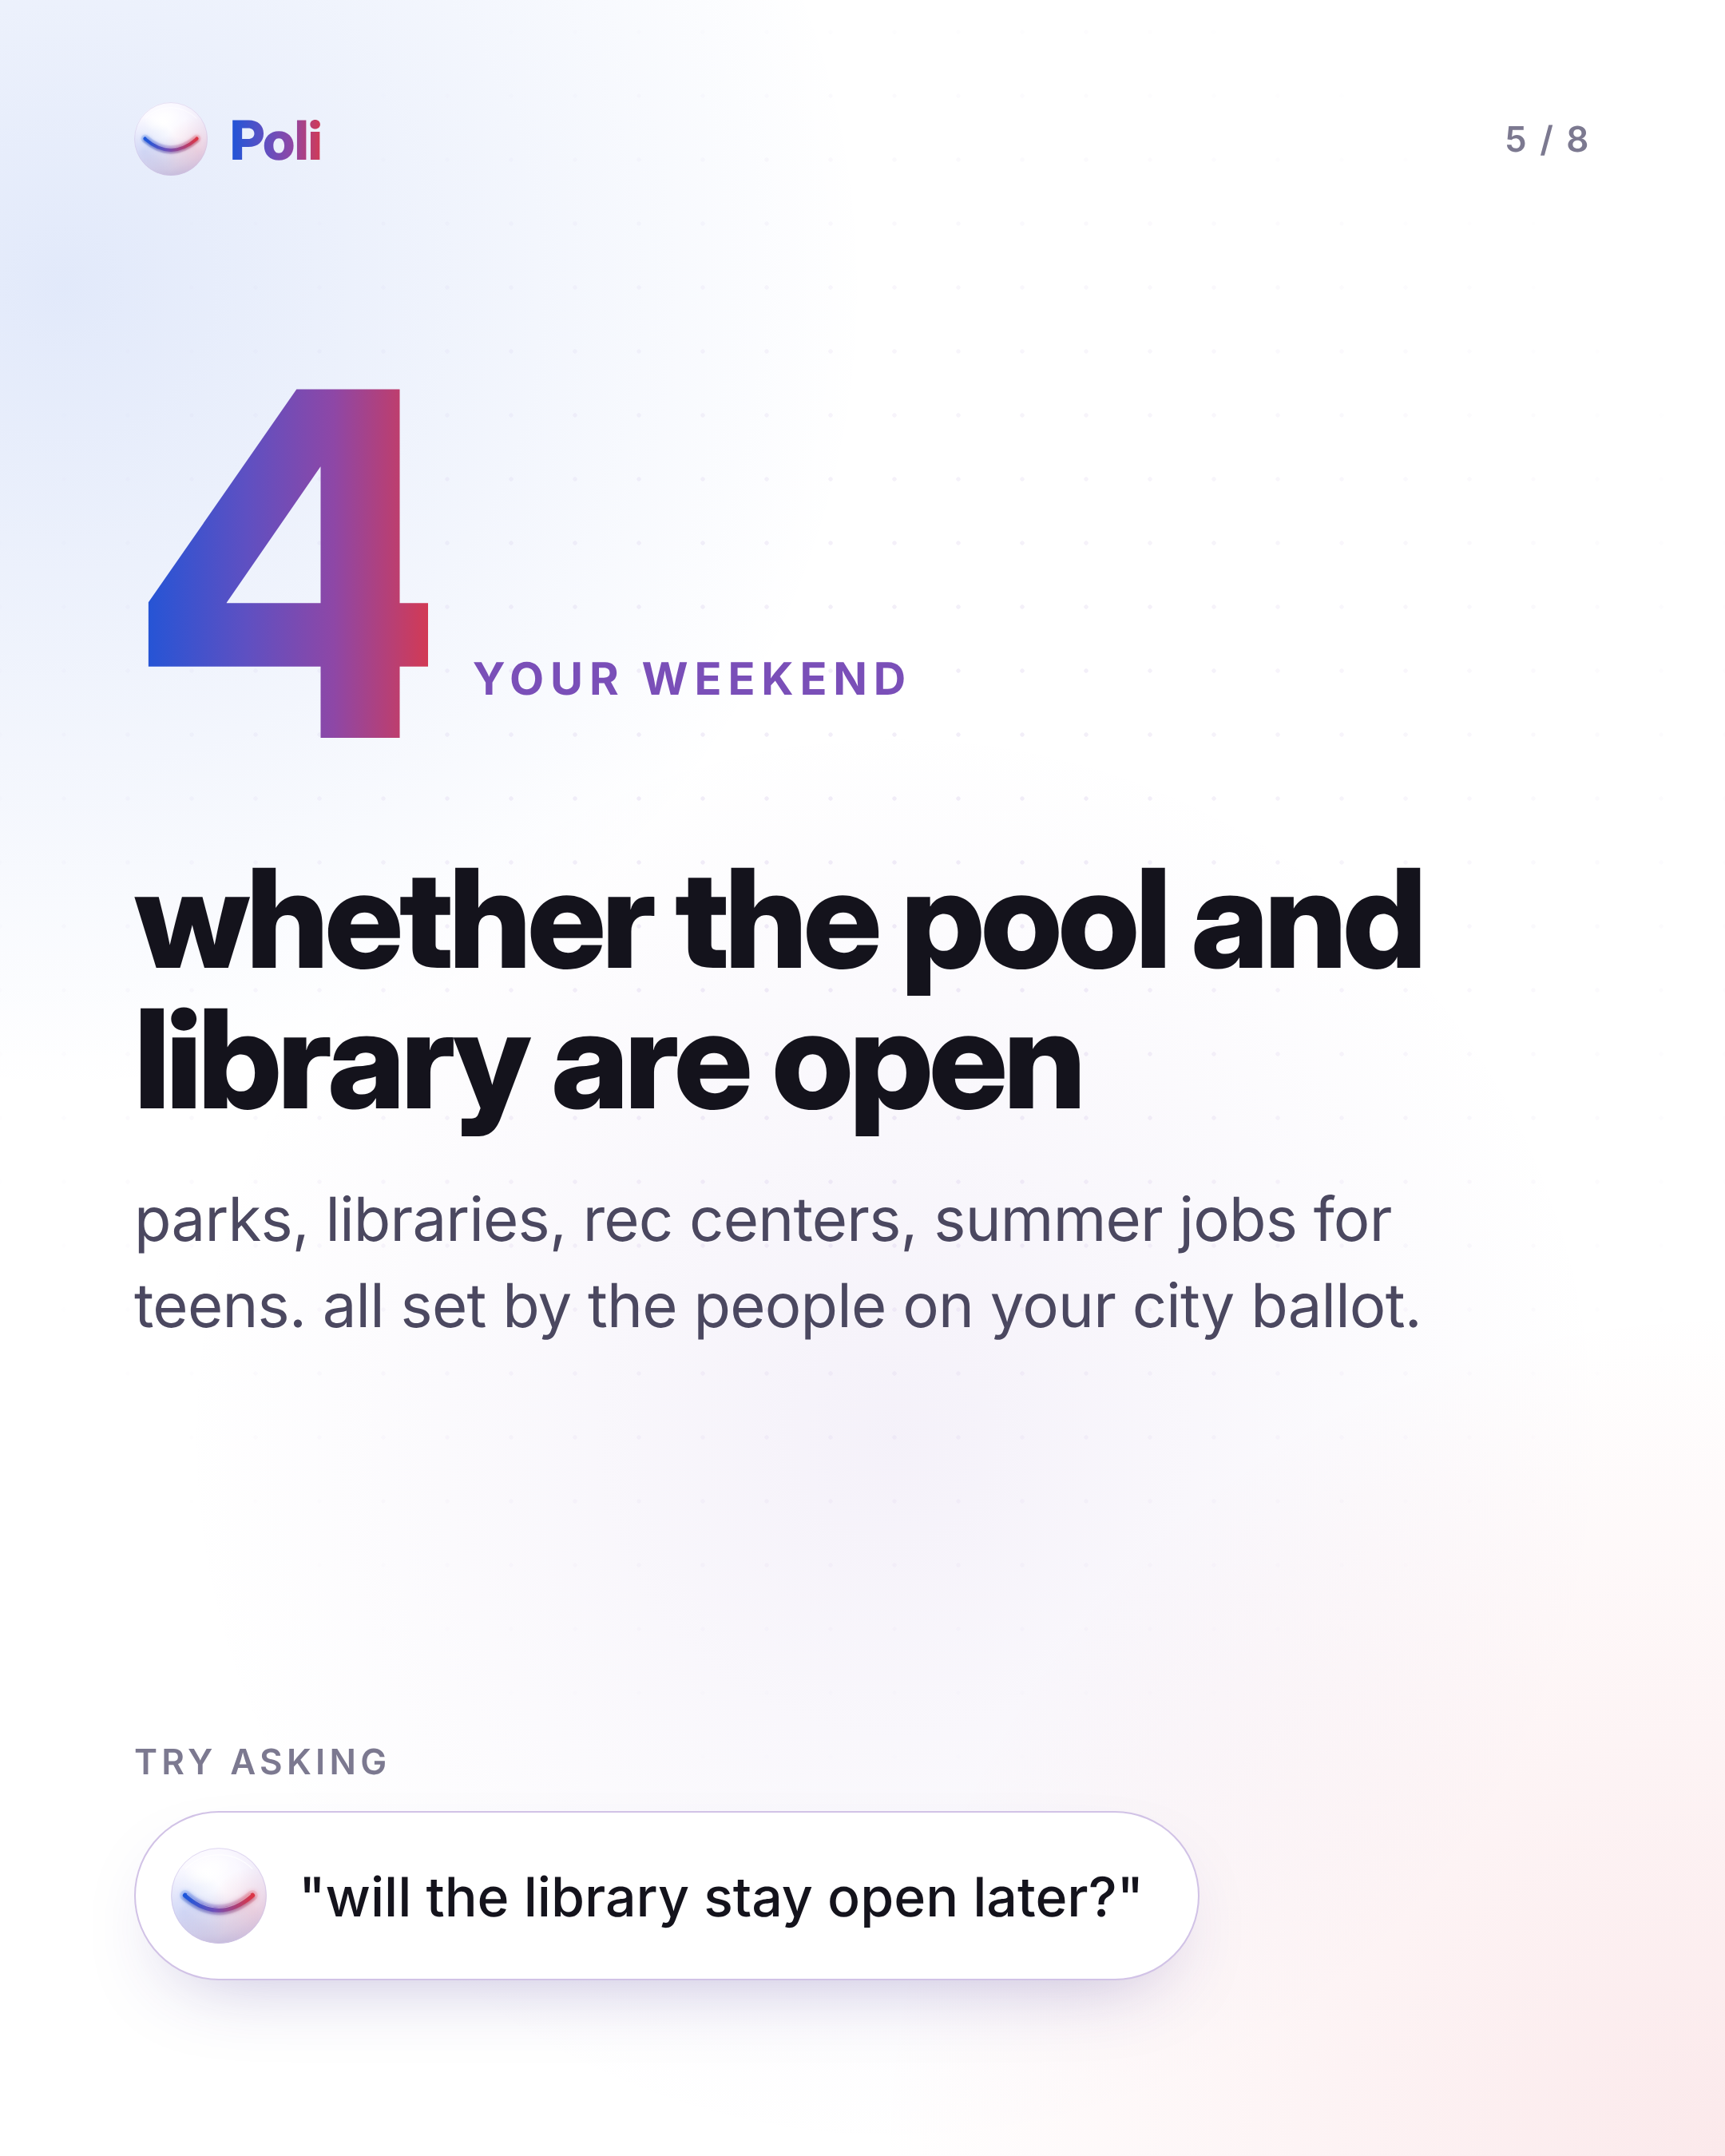 Poli
5 / 8
4
YOUR WEEKEND
whether the pool and
library are open
parks, libraries, rec centers, summer jobs for
teens. all set by the people on your city ballot.
TRY ASKING
"will the library stay open later?"